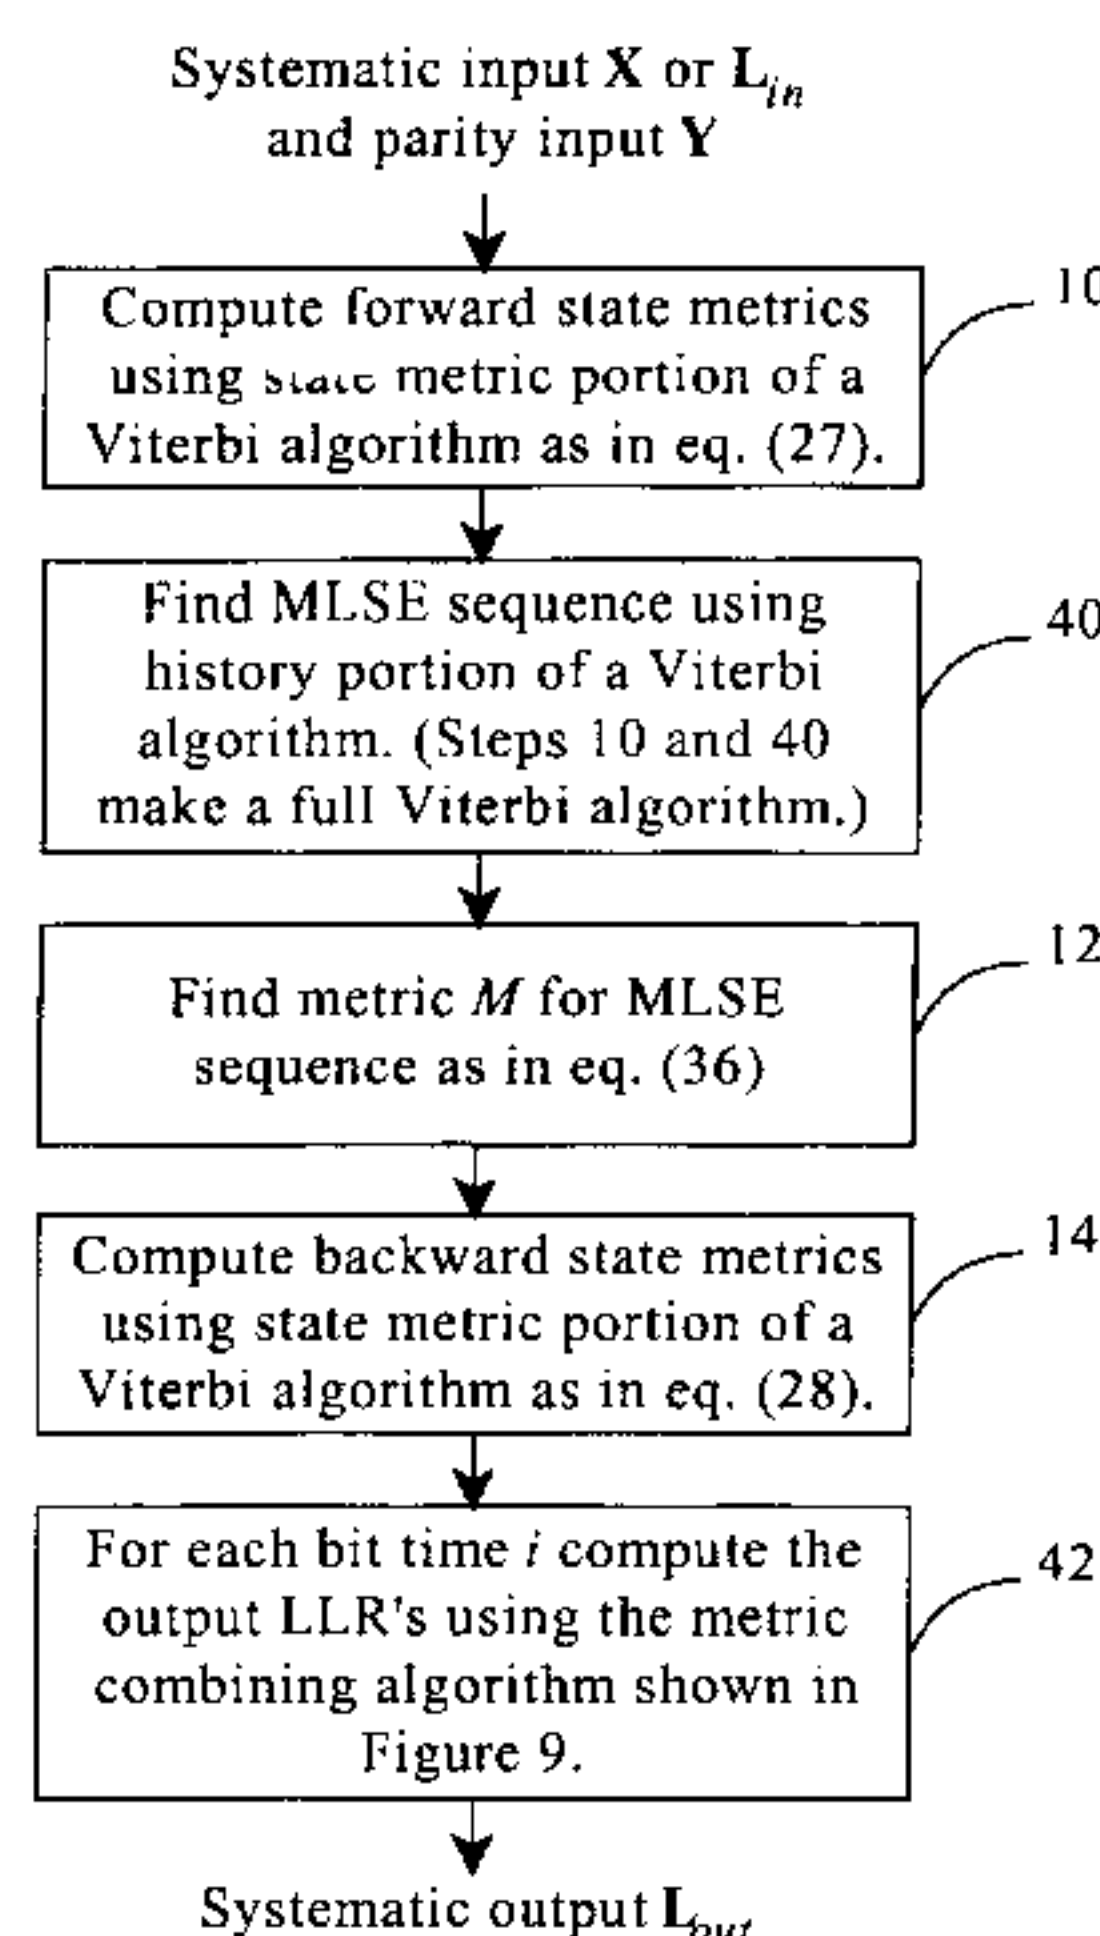 Systematic input X or Lin
and parity input Y
Compute forward state metrics
using state metric portion of a
Viterbi algorithm as in eq. (27).
10
Find MLSE sequence using
history portion of a Viterbi
algorithm. (Steps 10 and 40
make a full Viterbi algorithm.)
40
Find metric M for MLSE
sequence as in eq. (36)
12
Compute backward state metrics
using state metric portion of a
Viterbi algorithm as in eq. (28).
14
For each bit time i compute the
output LLR's using the metric
combining algorithm shown in
Figure 9.
42
Systematic output Lout